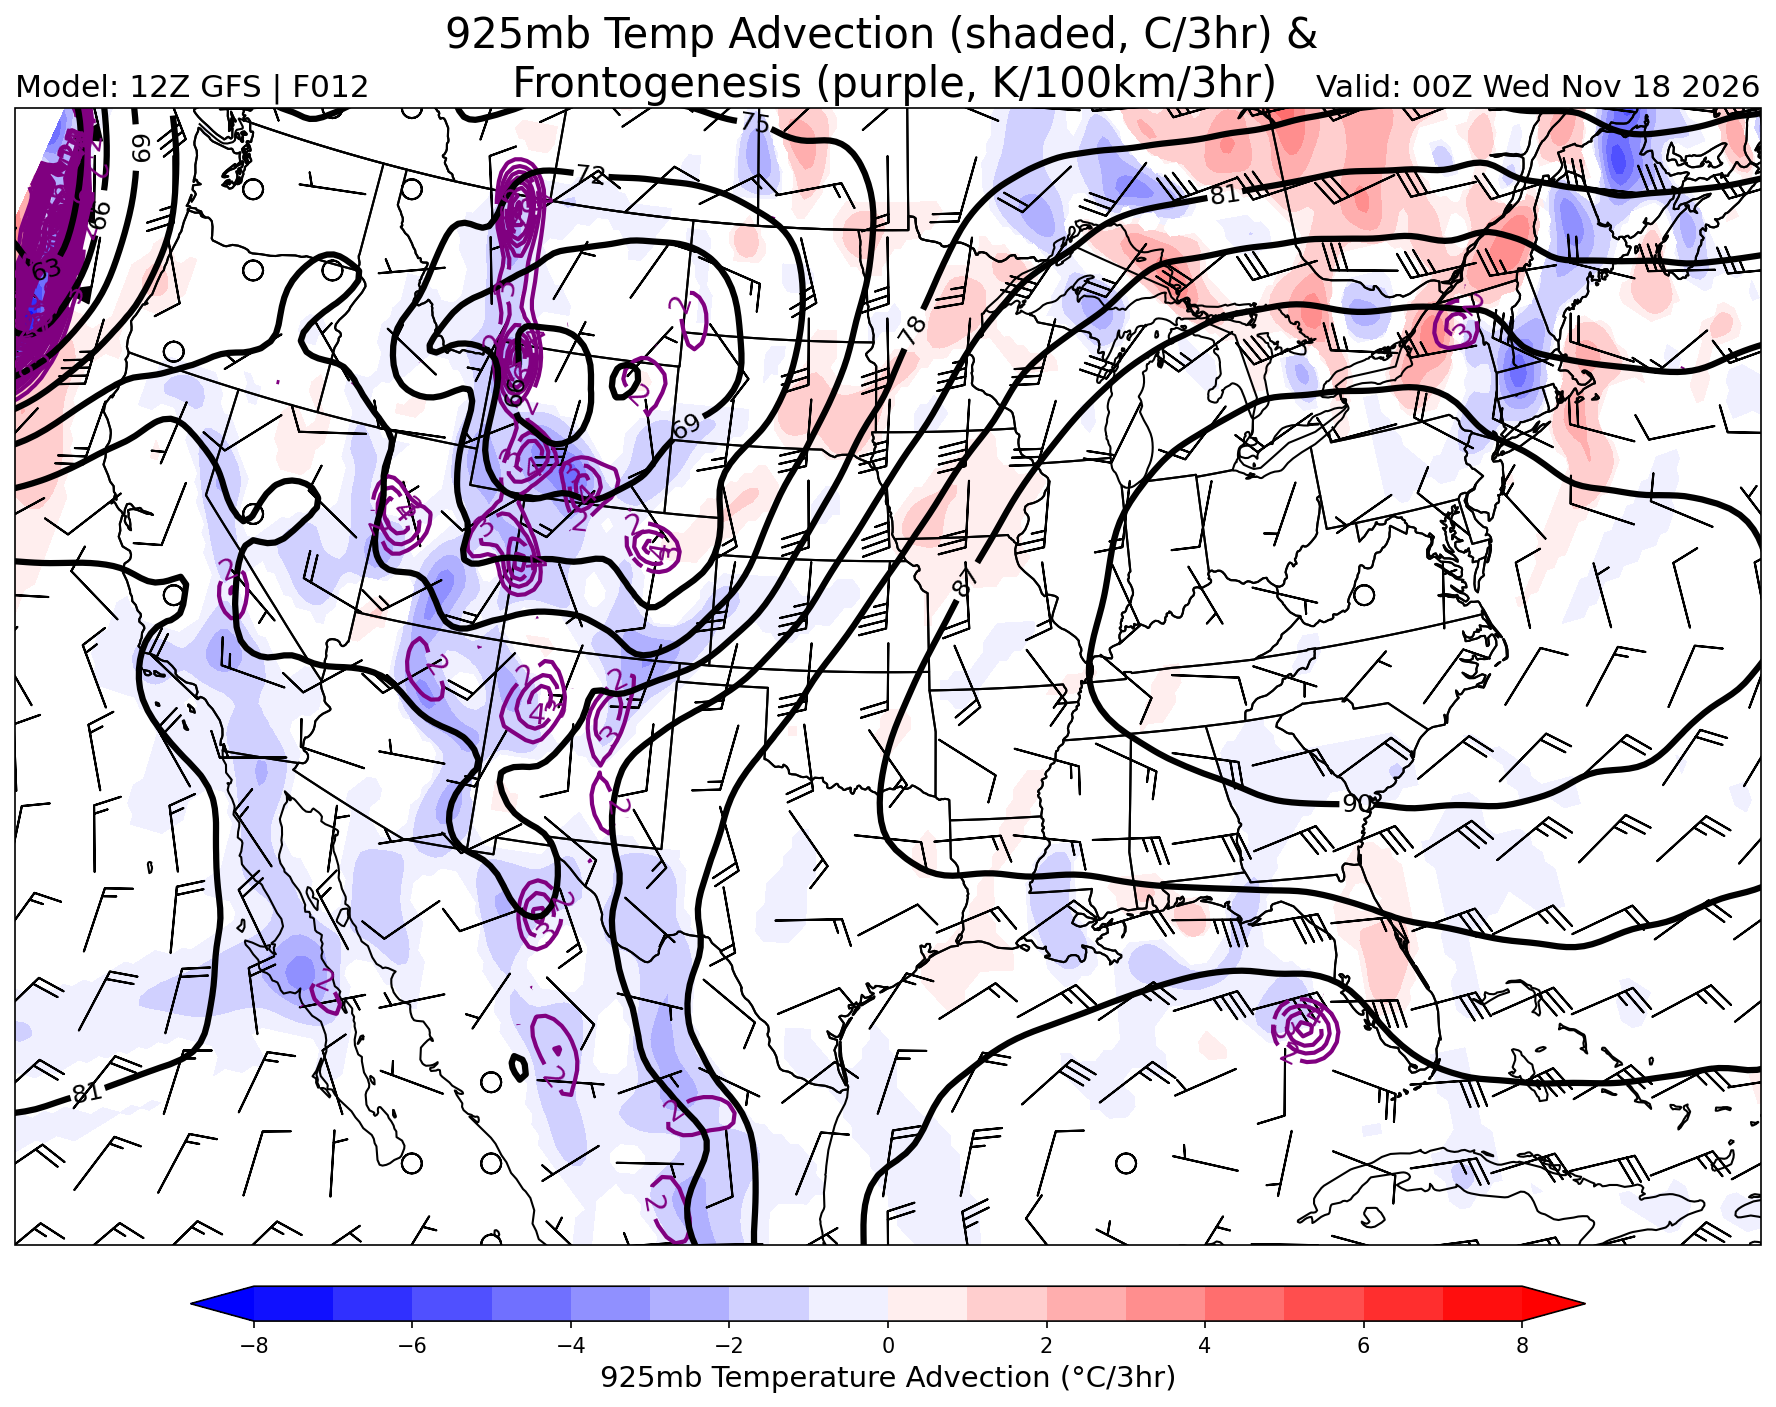 925mb Temp Advection (shaded, C/3hr) &
Model: 12Z GFS | F012
Frontogenesis (purple, K/100km/3hr)
Valid: 00Z Wed Nov 18 2026
75
69
72
81
66
63
78
66
69
87
90
81
−8 −6 −4 −2 0 2 4 6 8
925mb Temperature Advection (°C/3hr)